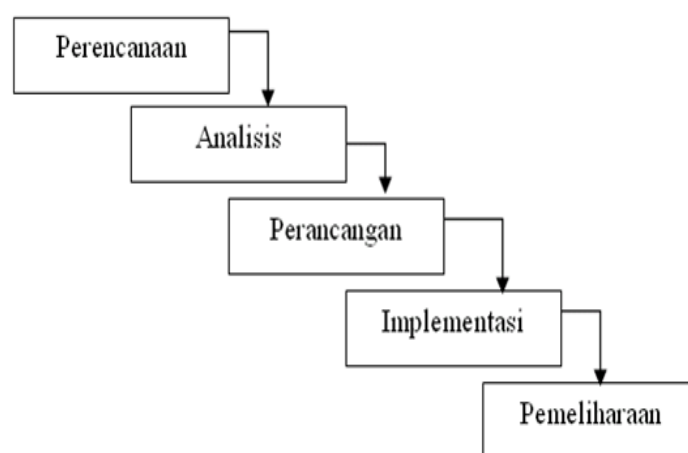 Perencanaan
Analisis
Perancangan
Implementasi
Pemeliharaan